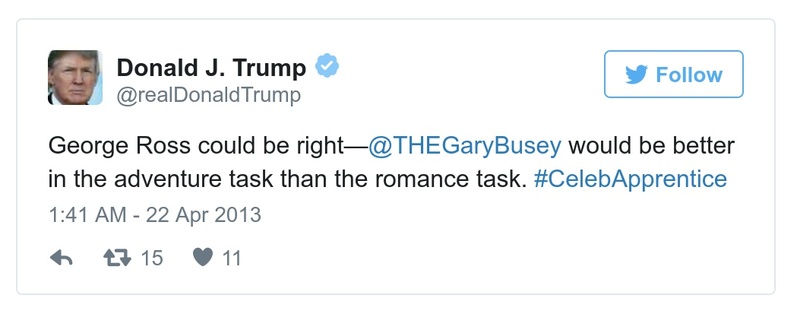 Donald J. Trump
@realDonaldTrump
Follow
George Ross could be right—@THEGaryBusey would be better
in the adventure task than the romance task. #CelebApprentice
1:41 AM - 22 Apr 2013
15 11